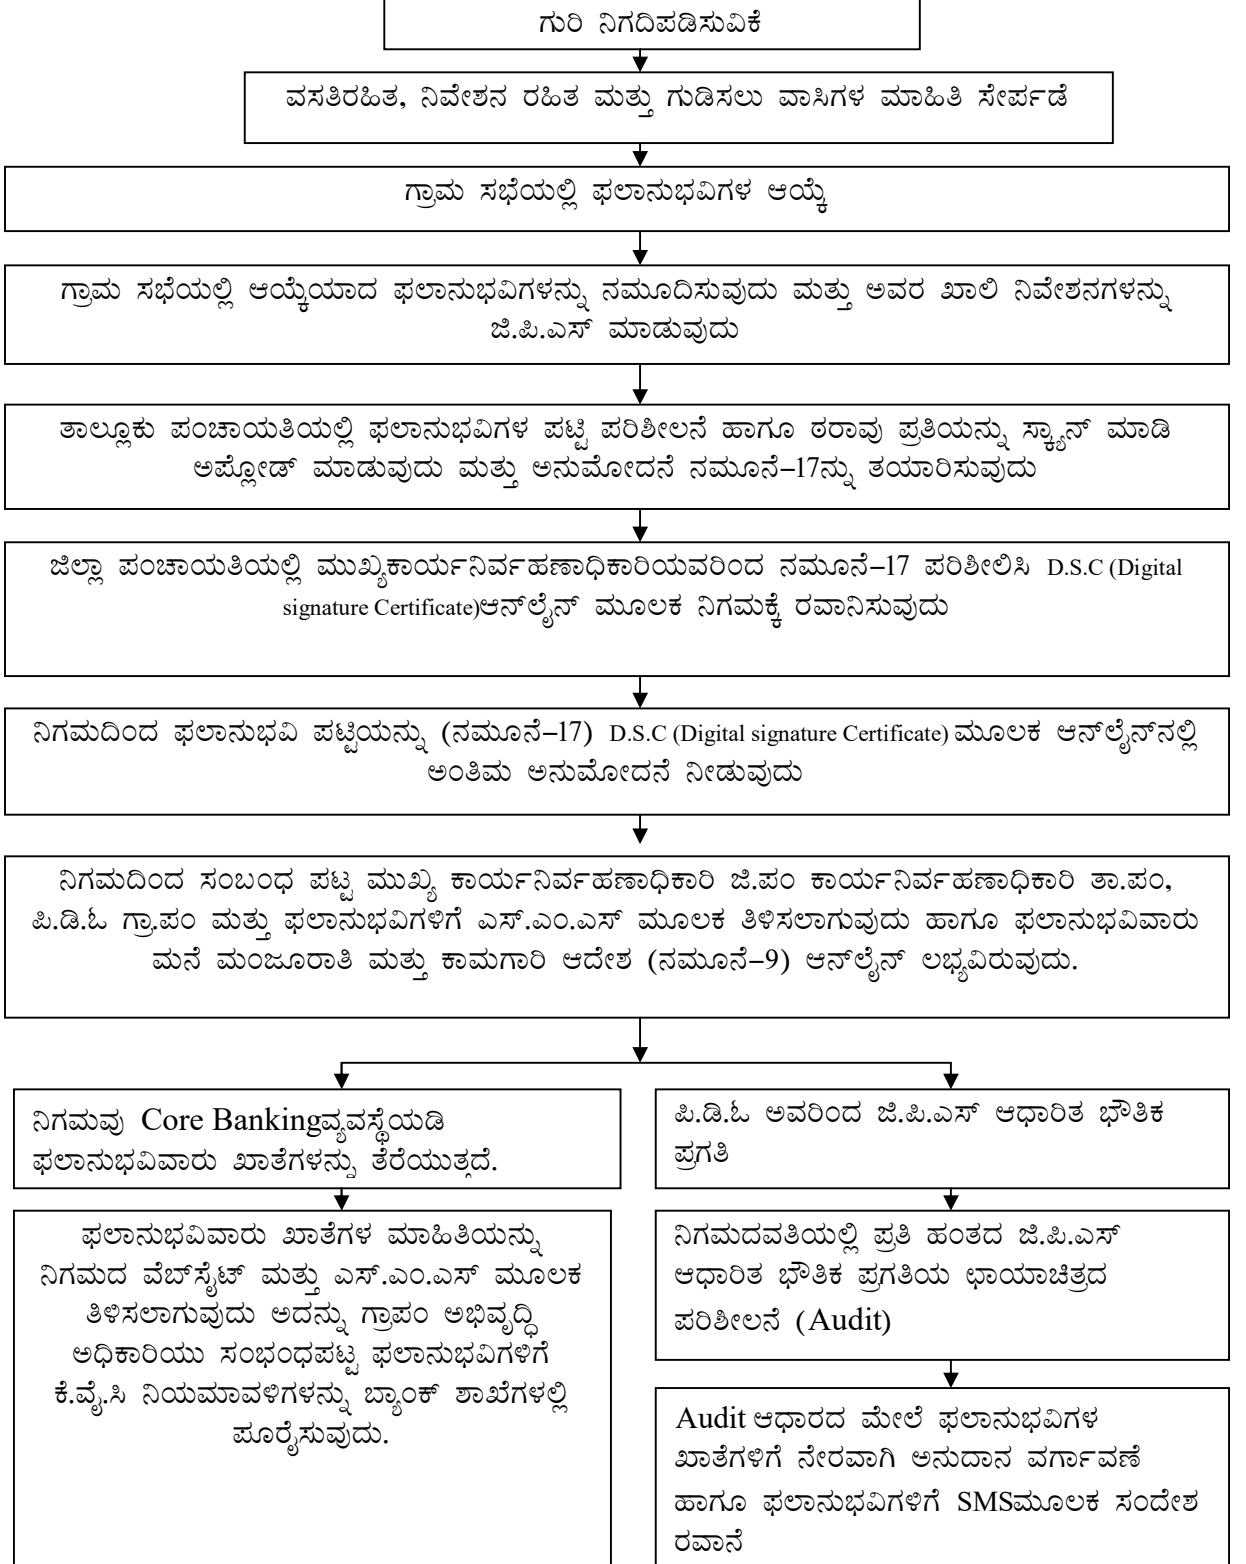 ಗುರಿ ನಿಗದಿಪಡಿಸುವಿಕೆ
ವಸತಿರಹಿತ, ನಿವೇಶನ ರಹಿತ ಮತ್ತು ಗುಡಿಸಲು ವಾಸಿಗಳ ಮಾಹಿತಿ ಸೇರ್ಪಡೆ
ಗ್ರಾಮ ಸಭೆಯಲ್ಲಿ ಫಲಾನುಭವಿಗಳ ಆಯ್ಕೆ
ಗ್ರಾಮ ಸಭೆಯಲ್ಲಿ ಆಯ್ಕೆಯಾದ ಫಲಾನುಭವಿಗಳನ್ನು ನಮೂದಿಸುವುದು ಮತ್ತು ಅವರ ಖಾಲಿ ನಿವೇಶನಗಳನ್ನು
ಜಿ.ಪಿ.ಎಸ್ ಮಾಡುವುದು
ತಾಲ್ಲೂಕು ಪಂಚಾಯತಿಯಲ್ಲಿ ಫಲಾನುಭವಿಗಳ ಪಟ್ಟಿ ಪರಿಶೀಲನೆ ಹಾಗೂ ಠರಾವು ಪ್ರತಿಯನ್ನು ಸ್ಕ್ಯಾನ್ ಮಾಡಿ
ಅಪ್ಲೋಡ್ ಮಾಡುವುದು ಮತ್ತು ಅನುಮೋದನೆ ನಮೂನೆ-17ನ್ನು ತಯಾರಿಸುವುದು
ಜಿಲ್ಲಾ ಪಂಚಾಯತಿಯಲ್ಲಿ ಮುಖ್ಯಕಾರ್ಯನಿರ್ವಹಣಾಧಿಕಾರಿಯವರಿಂದ ನಮೂನೆ-17 ಪರಿಶೀಲಿಸಿ D.S.C (Digital
signature Certificate)ಆನ್‌ಲೈನ್ ಮೂಲಕ ನಿಗಮಕ್ಕೆ ರವಾನಿಸುವುದು
ನಿಗಮದಿಂದ ಫಲಾನುಭವಿ ಪಟ್ಟಿಯನ್ನು (ನಮೂನೆ-17) D.S.C (Digital signature Certificate) ಮೂಲಕ ಆನ್‌ಲೈನ್‌ನಲ್ಲಿ
ಅಂತಿಮ ಅನುಮೋದನೆ ನೀಡುವುದು
ನಿಗಮದಿಂದ ಸಂಬಂಧ ಪಟ್ಟ ಮುಖ್ಯ ಕಾರ್ಯನಿರ್ವಹಣಾಧಿಕಾರಿ ಜಿ.ಪಂ ಕಾರ್ಯನಿರ್ವಹಣಾಧಿಕಾರಿ ತಾ.ಪಂ,
ಪಿ.ಡಿ.ಓ ಗ್ರಾ.ಪಂ ಮತ್ತು ಫಲಾನುಭವಿಗಳಿಗೆ ಎಸ್.ಎಂ.ಎಸ್ ಮೂಲಕ ತಿಳಿಸಲಾಗುವುದು ಹಾಗೂ ಫಲಾನುಭವಿವಾರು
ಮನೆ ಮಂಜೂರಾತಿ ಮತ್ತು ಕಾಮಗಾರಿ ಆದೇಶ (ನಮೂನೆ-9) ಆನ್‌ಲೈನ್ ಲಭ್ಯವಿರುವುದು.
ನಿಗಮವು Core Bankingವ್ಯವಸ್ಥೆಯಡಿ
ಫಲಾನುಭವಿವಾರು ಖಾತೆಗಳನ್ನು ತೆರೆಯುತ್ತದೆ.
ಫಲಾನುಭವಿವಾರು ಖಾತೆಗಳ ಮಾಹಿತಿಯನ್ನು
ನಿಗಮದ ವೆಬ್‌ಸೈಟ್ ಮತ್ತು ಎಸ್.ಎಂ.ಎಸ್ ಮೂಲಕ
ತಿಳಿಸಲಾಗುವುದು ಅದನ್ನು ಗ್ರಾಪಂ ಅಭಿವೃದ್ಧಿ
ಅಧಿಕಾರಿಯು ಸಂಭಂಧಪಟ್ಟ ಫಲಾನುಭವಿಗಳಿಗೆ
ಕೆ.ವೈ.ಸಿ ನಿಯಮಾವಳಿಗಳನ್ನು ಬ್ಯಾಂಕ್ ಶಾಖೆಗಳಲ್ಲಿ
ಪೂರೈಸುವುದು.
ಪಿ.ಡಿ.ಓ ಅವರಿಂದ ಜಿ.ಪಿ.ಎಸ್ ಆಧಾರಿತ ಭೌತಿಕ
ಪ್ರಗತಿ
ನಿಗಮದವತಿಯಲ್ಲಿ ಪ್ರತಿ ಹಂತದ ಜಿ.ಪಿ.ಎಸ್
ಆಧಾರಿತ ಭೌತಿಕ ಪ್ರಗತಿಯ ಛಾಯಾಚಿತ್ರದ
ಪರಿಶೀಲನೆ (Audit)
Audit ಆಧಾರದ ಮೇಲೆ ಫಲಾನುಭವಿಗಳ
ಖಾತೆಗಳಿಗೆ ನೇರವಾಗಿ ಅನುದಾನ ವರ್ಗಾವಣೆ
ಹಾಗೂ ಫಲಾನುಭವಿಗಳಿಗೆ SMSಮೂಲಕ ಸಂದೇಶ
ರವಾನೆ